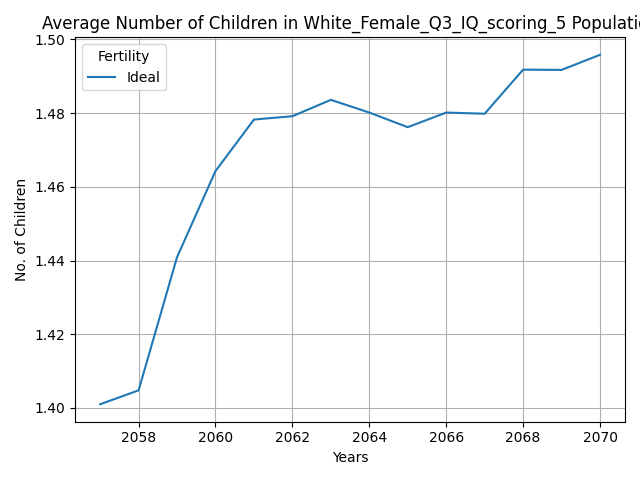 Average Number of Children in White_Female_Q3_IQ_scoring_5 Populatio
Fertility
Ideal
1.50
1.48
1.46
1.44
1.42
1.40
No. of Children
2058 2060 2062 2064 2066 2068 2070
Years